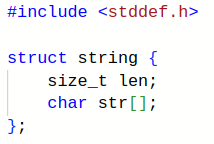 #include <stddef.h>
struct string {
    size_t len;
    char str[];
};